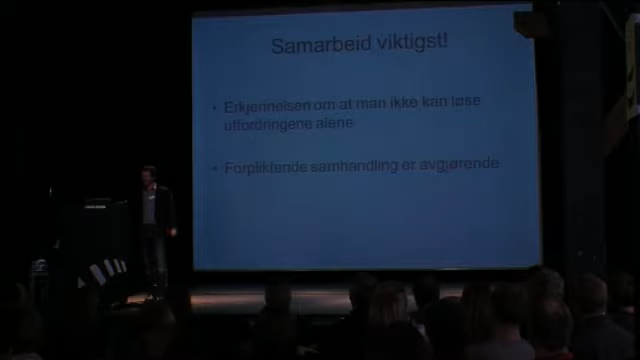 Samarbeid viktigst!
• Erkjennelsen om at man ikke kan løse
utfordringene alene
• Forpliktende samhandling er avgjørende